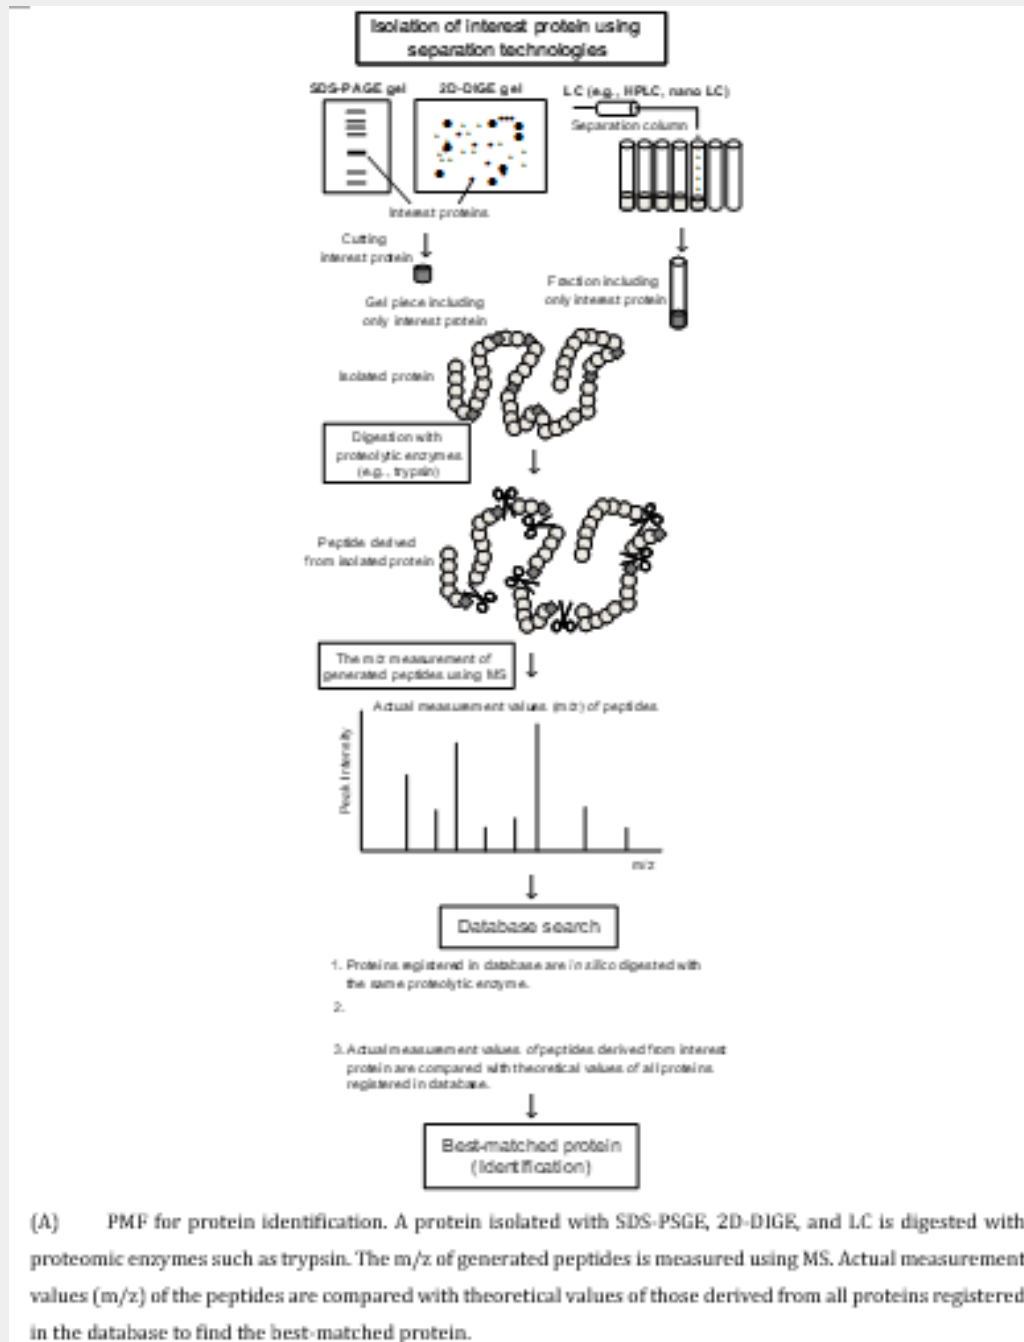 Isolation of interest protein using
separation technologies
SDS-PAGE gel
2D-DIGE gel
LC (e.g., HPLC, nano LC)
Separation column
Interest proteins
Cutting
interest protein
Gel piece including
only interest protein
Fraction including
only interest protein
Isolated protein
Digestion with
proteolytic enzymes
(e.g., trypsin)
Peptide derived
from isolated protein
The m/z measurement of
generated peptides using MS
Actual measurement values (m/z) of peptides
Peak intensity
m/z
Database search
1. Proteins registered in database are in silico digested with
the same proteolytic enzyme.
2.
3. Actual measurement values of peptides derived from interest
protein are compared with theoretical values of all proteins
registered in database.
Best-matched protein
(Identification)
(A) PMF for protein identification. A protein isolated with SDS-PSGE, 2D-DIGE, and LC is digested with
proteomic enzymes such as trypsin. The m/z of generated peptides is measured using MS. Actual measurement
values (m/z) of the peptides are compared with theoretical values of those derived from all proteins registered
in the database to find the best-matched protein.